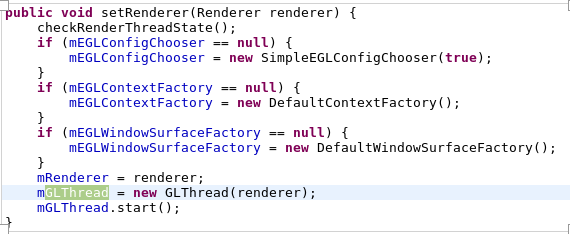 public void setRenderer(Renderer renderer) {
    checkRenderThreadState();
    if (mEGLConfigChooser == null) {
        mEGLConfigChooser = new SimpleEGLConfigChooser(true);
    }
    if (mEGLContextFactory == null) {
        mEGLContextFactory = new DefaultContextFactory();
    }
    if (mEGLWindowSurfaceFactory == null) {
        mEGLWindowSurfaceFactory = new DefaultWindowSurfaceFactory();
    }
    mRenderer = renderer;
    mGLThread = new GLThread(renderer);
    mGLThread.start();
}